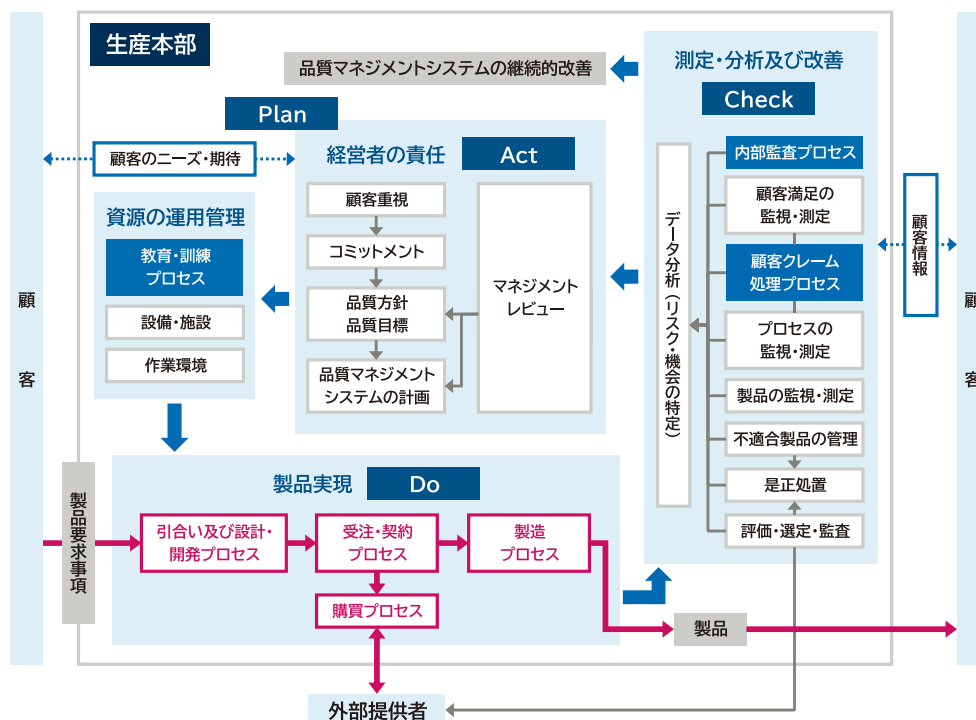 生産本部
品質マネジメントシステムの継続的改善
測定・分析及び改善
Check
Plan
顧客のニーズ・期待
経営者の責任
Act
資源の運用管理
教育・訓練
プロセス
設備・施設
作業環境
顧客重視
コミットメント
品質方針
品質目標
品質マネジメント
システムの計画
マネジメント
レビュー
データ分析（リスク・機会の特定）
内部監査プロセス
顧客満足の
監視・測定
顧客クレーム
処理プロセス
プロセスの
監視・測定
製品の監視・測定
不適合製品の管理
是正処置
評価・選定・監査
顧客情報
顧客
顧客
製品実現
Do
製品要求事項
引合い及び設計・
開発プロセス
受注・契約
プロセス
製造
プロセス
購買プロセス
製品
外部提供者